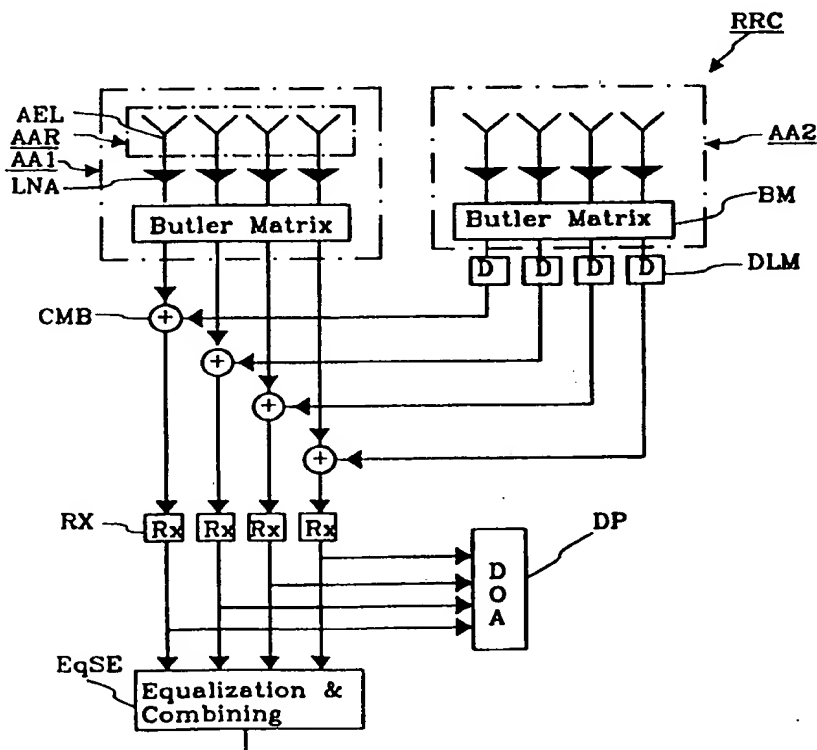 RRC
AEL
AAR
AA1
LNA
AA2
Butler Matrix
Butler Matrix
BM
D D D D
DLM
CMB
+
+
+
+
RX
Rx Rx Rx Rx
DP
DOA
EqSE
Equalization &
Combining